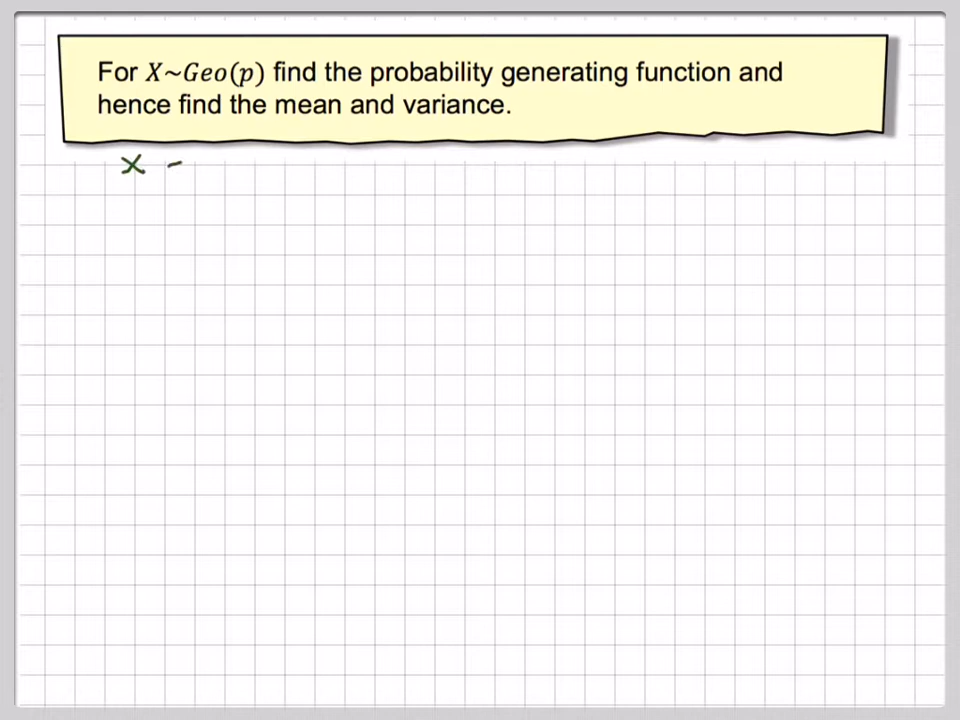 For X~Geo(p) find the probability generating function and
hence find the mean and variance.
X -